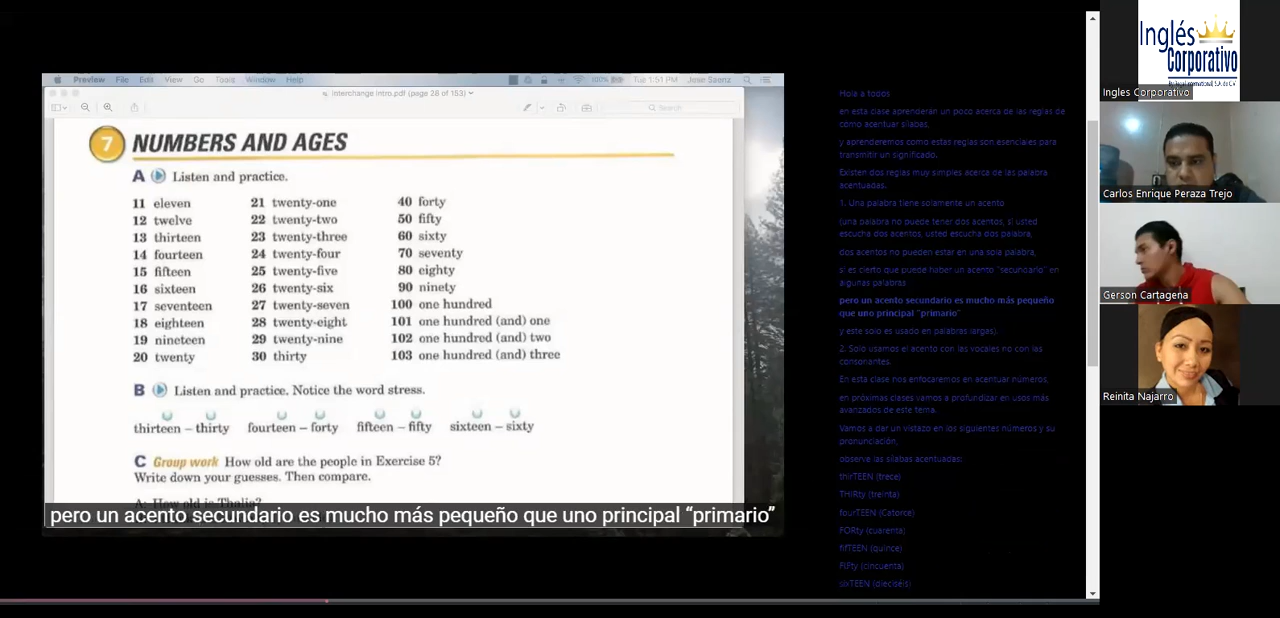 Preview File Edit View Go Tools Window Help
100% Tue 1:51 PM Jose Saenz
Interchange Intro.pdf (page 28 of 153)
Search
7 NUMBERS AND AGES
A Listen and practice.
11 eleven 21 twenty-one 40 forty
12 twelve 22 twenty-two 50 fifty
13 thirteen 23 twenty-three 60 sixty
14 fourteen 24 twenty-four 70 seventy
15 fifteen 25 twenty-five 80 eighty
16 sixteen 26 twenty-six 90 ninety
17 seventeen 27 twenty-seven 100 one hundred
18 eighteen 28 twenty-eight 101 one hundred (and) one
19 nineteen 29 twenty-nine 102 one hundred (and) two
20 twenty 30 thirty 103 one hundred (and) three
B Listen and practice. Notice the word stress.
thirteen – thirty fourteen – forty fifteen – fifty sixteen – sixty
C Group work How old are the people in Exercise 5?
Write down your guesses. Then compare.
A: How old is Thalia?
pero un acento secundario es mucho más pequeño que uno principal “primario”
Hola a todos
en esta clase aprenderán un poco acerca de las reglas de
como acentuar sílabas,
y aprenderemos como estas reglas son esenciales para
transmitir un significado.
Existen dos reglas muy simples acerca de las palabra
acentuadas.
1. Una palabra tiene solamente un acento
(una palabra no puede tener dos acentos, si usted
escucha dos acentos, usted escucha dos palabra,
dos acentos no pueden estar en una sola palabra,
si es cierto que puede haber un acento "secundario" en
algunas palabras
pero un acento secundario es mucho más pequeño
que uno principal "primario"
y este solo es usado en palabras largas).
2. Solo usamos el acento con las vocales no con las
consonantes.
En esta clase nos enfocaremos en acentuar números,
en próximas clases vamos a profundizar en usos más
avanzados de este tema.
Vamos a dar un vistazo en los siguientes números y su
pronunciación,
observe las sílabas acentuadas:
thirTEEN (trece)
THIRty (treinta)
fourTEEN (Catorce)
FORty (cuarenta)
fifTEEN (quince)
FIFty (cincuenta)
sixTEEN (dieciséis)
Inglés
Corporativo
Ingles Corporativo
Carlos Enrique Peraza Trejo
Gerson Cartagena
Reinita Najarro